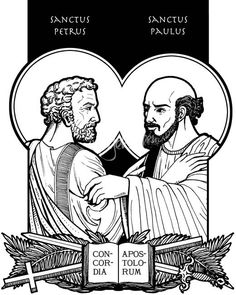 SANCTUS
PETRUS
SANCTUS
PAULUS
CON-
COR-
DIA
APOS-
TOLO-
RUM